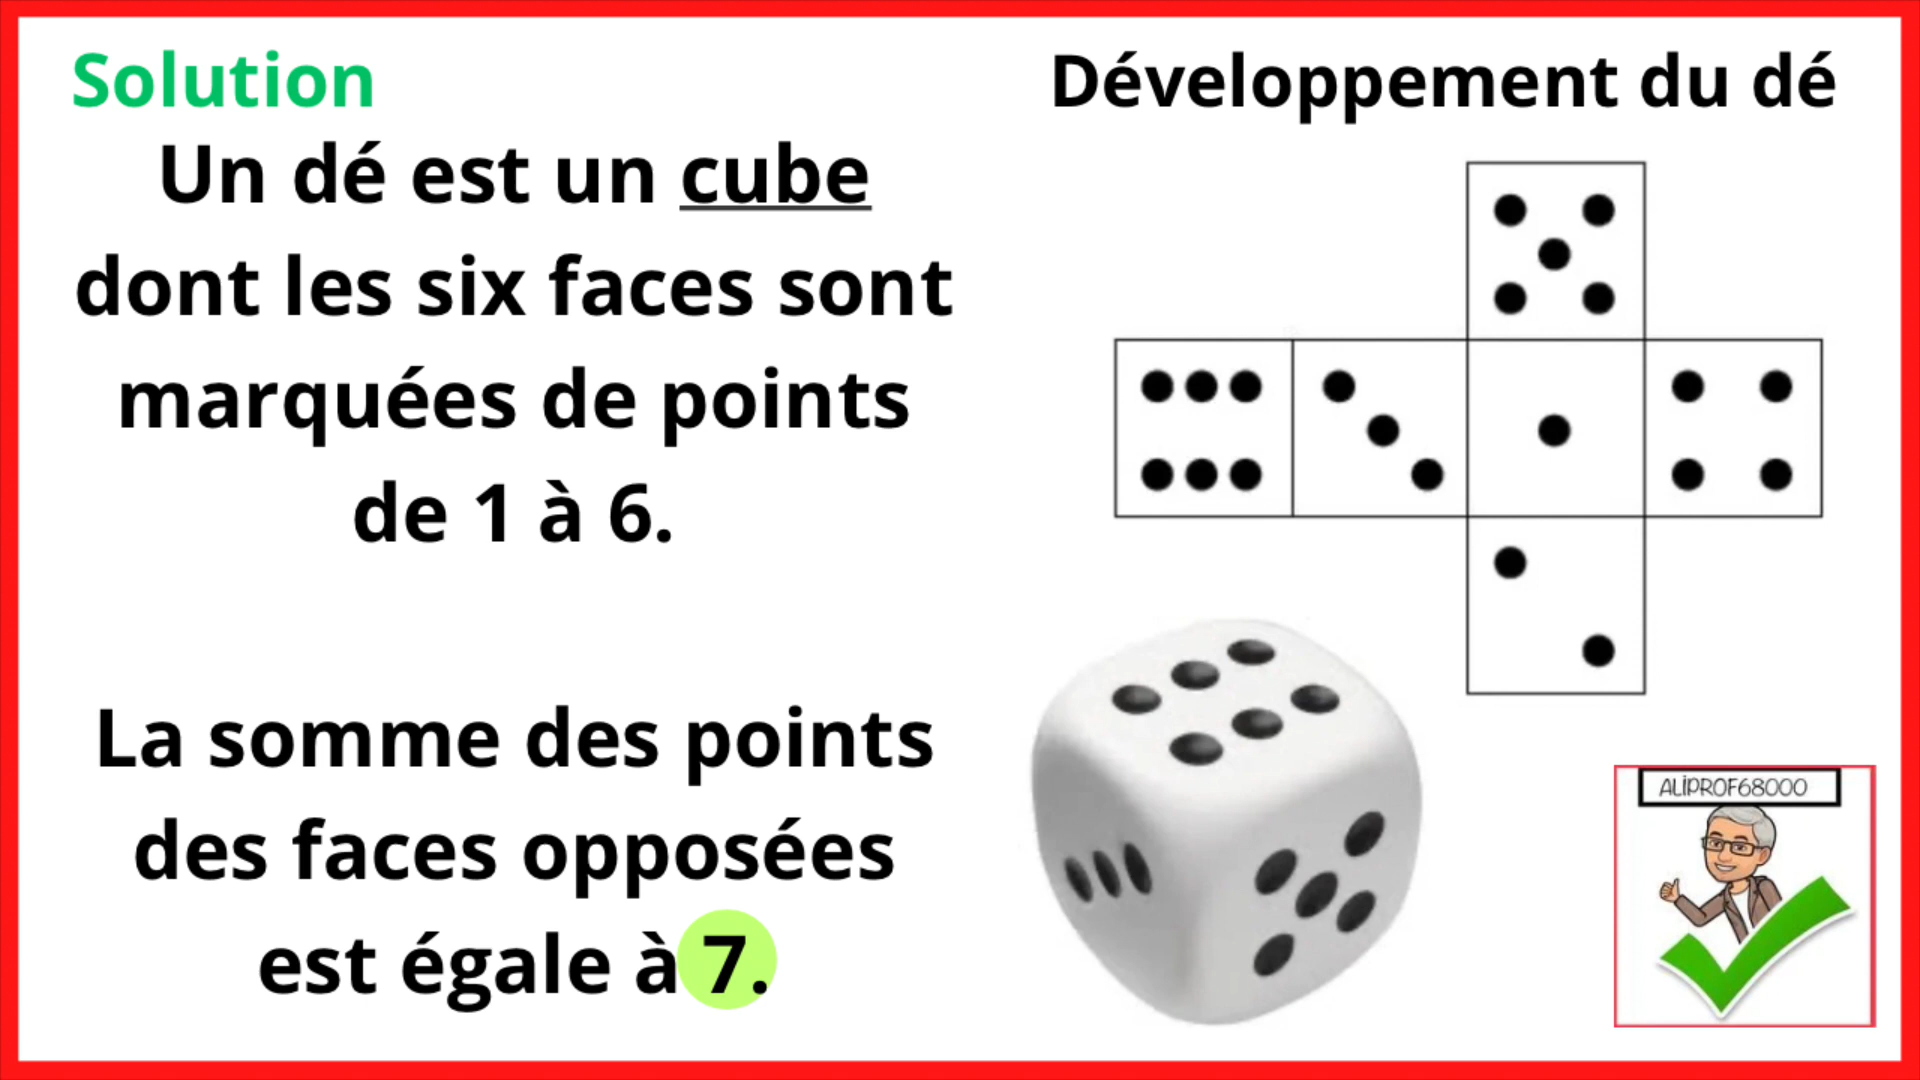 Solution
Développement du dé
Un dé est un cube
dont les six faces sont
marquées de points
de 1 à 6.
La somme des points
des faces opposées
est égale à 7.
ALIPROF68000